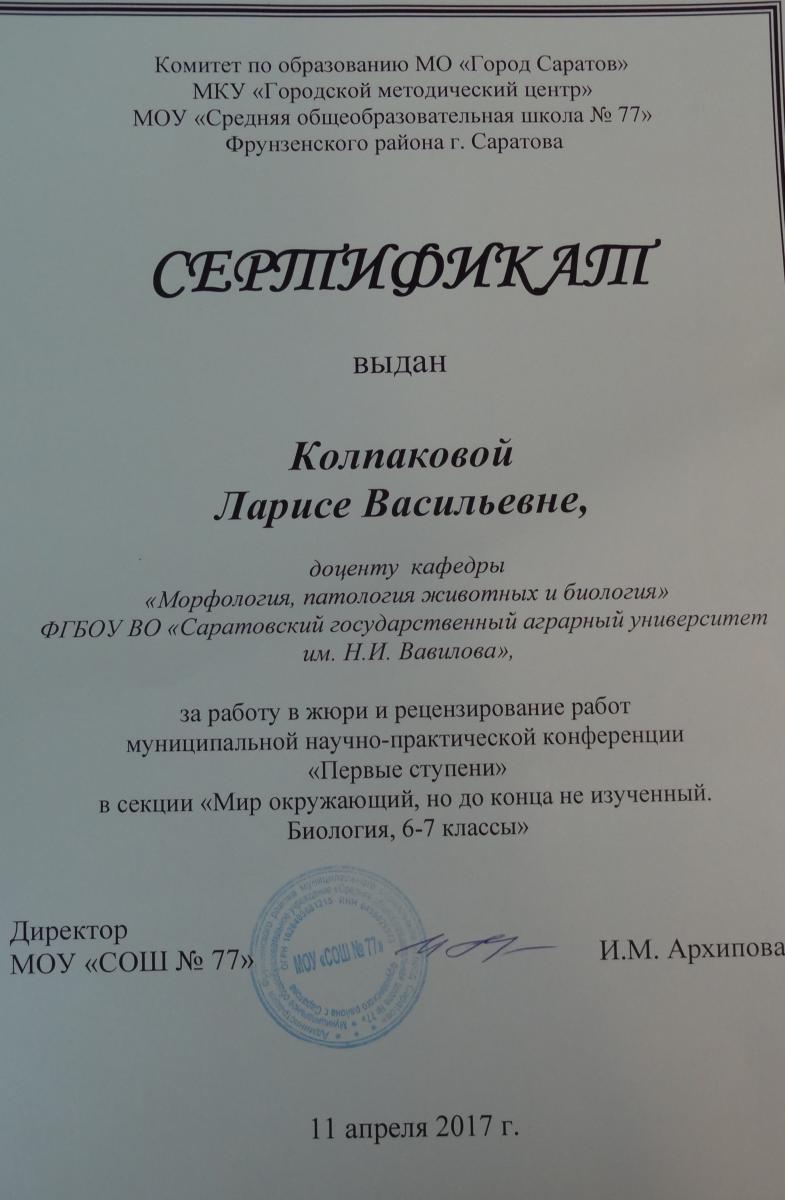 Комитет по образованию МО «Город Саратов»
МКУ «Городской методический центр»
МОУ «Средняя общеобразовательная школа № 77»
Фрунзенского района г. Саратова
СЕРТИФИКАТ
выдан
Колпаковой
Ларисе Васильевне,
доценту кафедры
«Морфология, патология животных и биология»
ФГБОУ ВО «Саратовский государственный аграрный университет
им. Н.И. Вавилова»,
за работу в жюри и рецензирование работ
муниципальной научно-практической конференции
«Первые ступени»
в секции «Мир окружающий, но до конца не изученный.
Биология, 6-7 классы»
Директор
МОУ «СОШ № 77»
МОУ «СОШ № 77»
И.М. Архипова
11 апреля 2017 г.